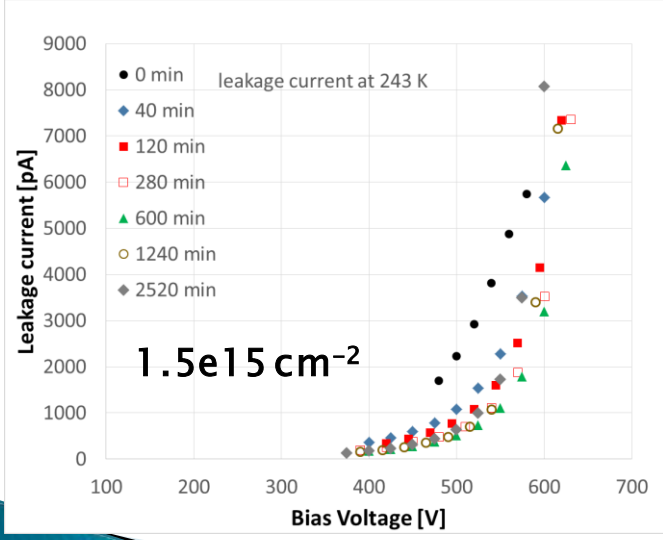 9000
8000
7000
6000
5000
4000
3000
2000
1000
0
Leakage current [pA]
0 min
40 min
120 min
280 min
600 min
1240 min
2520 min
leakage current at 243 K
1.5e15 cm⁻²
100 200 300 400 500 600 700
Bias Voltage [V]